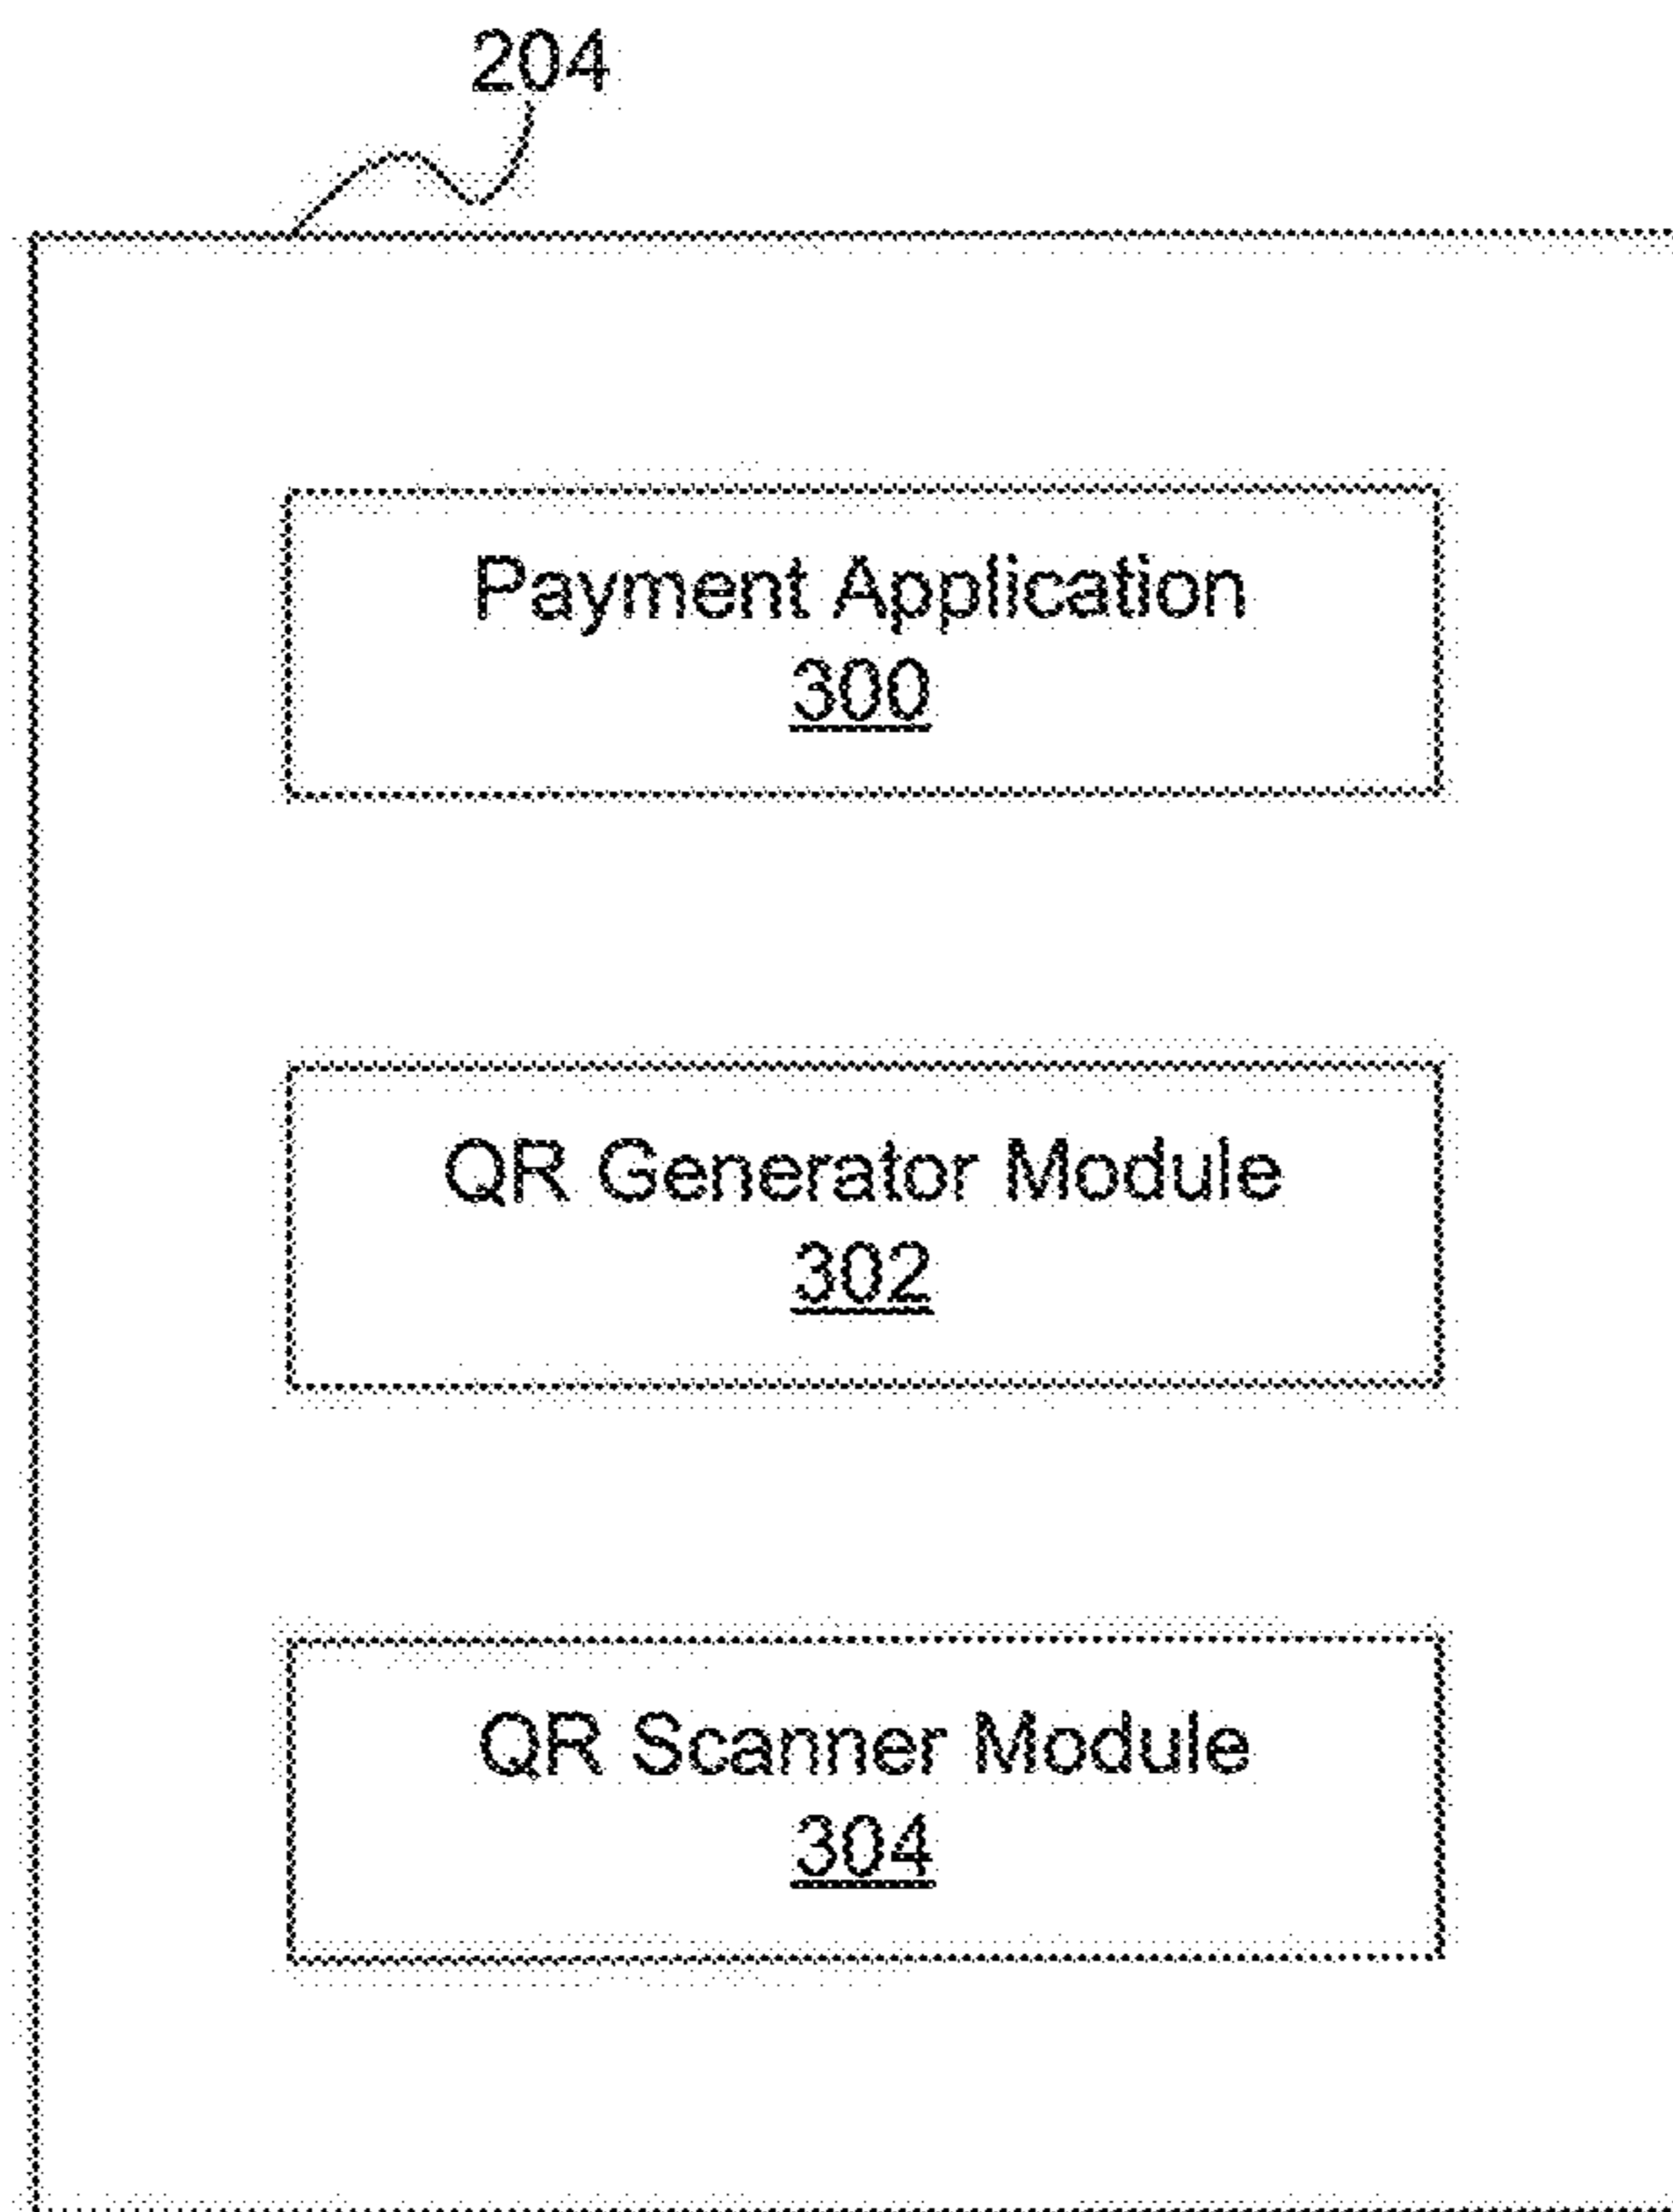 204
Payment Application
300
QR Generator Module
302
QR Scanner Module
304